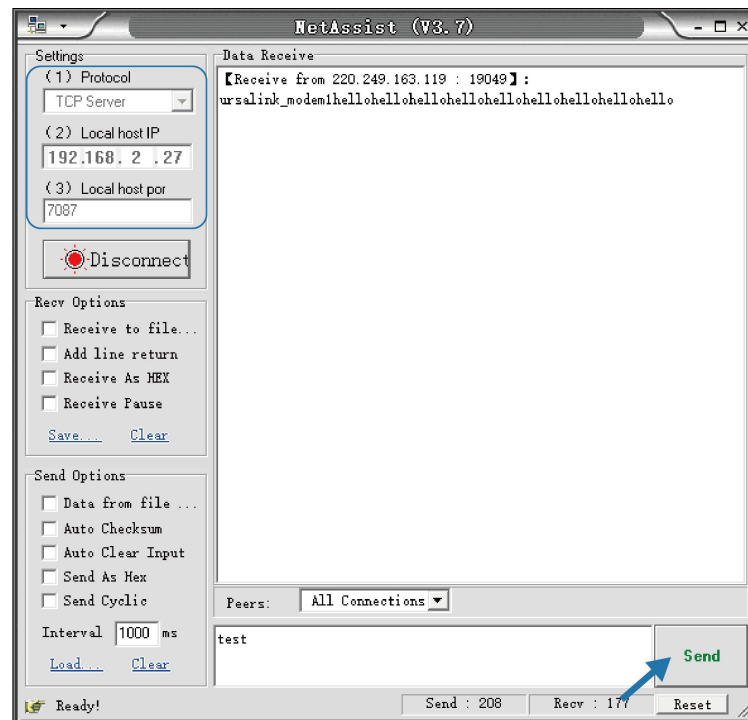 NetAssist (V3.7)
Settings
(1) Protocol
TCP Server
(2) Local host IP
192.168. 2 .27
(3) Local host por
7087
Disconnect
Recv Options
Receive to file...
Add line return
Receive As HEX
Receive Pause
Save... Clear
Send Options
Data from file ...
Auto Checksum
Auto Clear Input
Send As Hex
Send Cyclic
Interval 1000 ms
Load... Clear
Data Receive
【Receive from 220.249.163.119 : 19049】:
ursalink_modem1hellohellohellohellohellohellohellohellohello
Peers: All Connections
test
Send
Ready!
Send : 208
Recv : 177
Reset